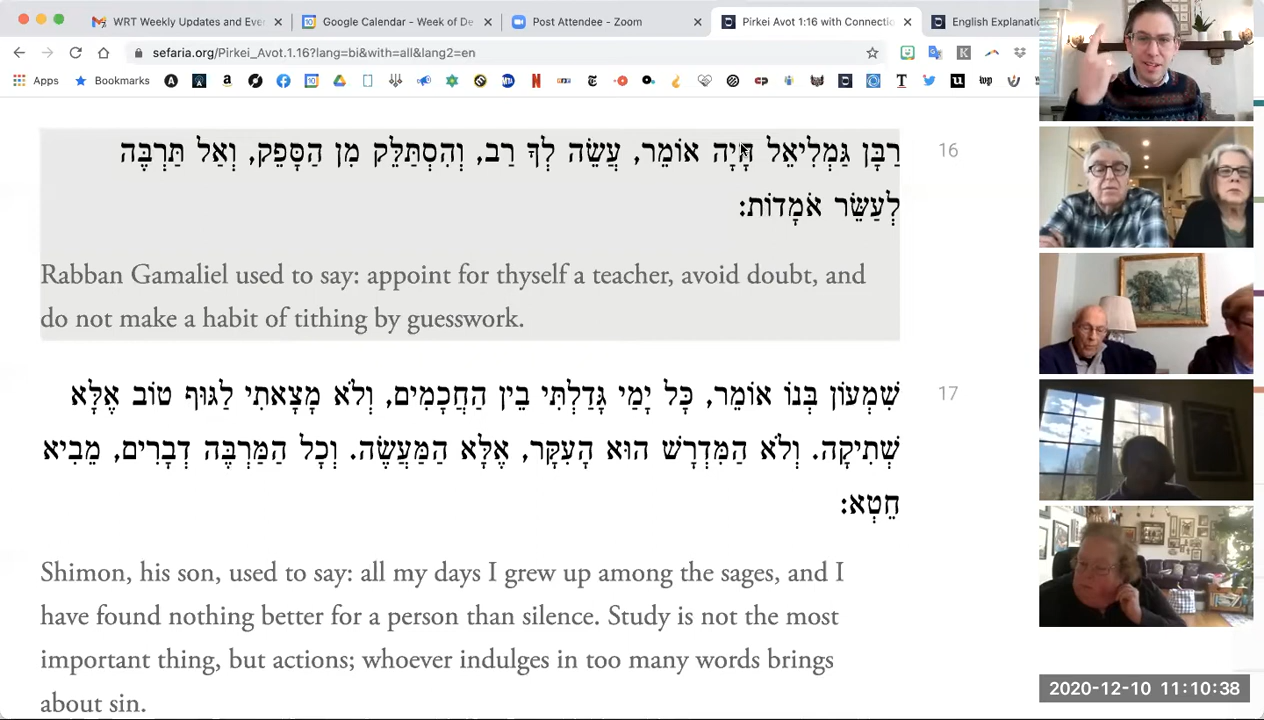 WRT Weekly Updates and Ever
Google Calendar - Week of De
Post Attendee - Zoom
Pirkei Avot 1:16 with Connectio
English Explanation
sefaria.org/Pirkei_Avot.1.16?lang=bi&with=all&lang2=en
Apps
Bookmarks
רַבָּן גַּמְלִיאֵל הָיָה אוֹמֵר, עֲשֵׂה לְךָ רַב, וְהִסְתַּלֵּק מִן הַסָּפֵק, וְאַל תַּרְבֶּה
16
לְעַשֵּׂר אֹמָדוֹת:
Rabban Gamaliel used to say: appoint for thyself a teacher, avoid doubt, and
do not make a habit of tithing by guesswork.
שִׁמְעוֹן בְּנוֹ אוֹמֵר, כָּל יָמַי גָּדַלְתִּי בֵין הַחֲכָמִים, וְלֹא מָצָאתִי לַגּוּף טוֹב אֶלָּא
17
שְׁתִיקָה. וְלֹא הַמִּדְרָשׁ הוּא הָעִקָּר, אֶלָּא הַמַּעֲשֶׂה. וְכָל הַמַּרְבֶּה דְבָרִים, מֵבִיא
חֵטְא:
Shimon, his son, used to say: all my days I grew up among the sages, and I
have found nothing better for a person than silence. Study is not the most
important thing, but actions; whoever indulges in too many words brings
about sin.
2020-12-10 11:10:38